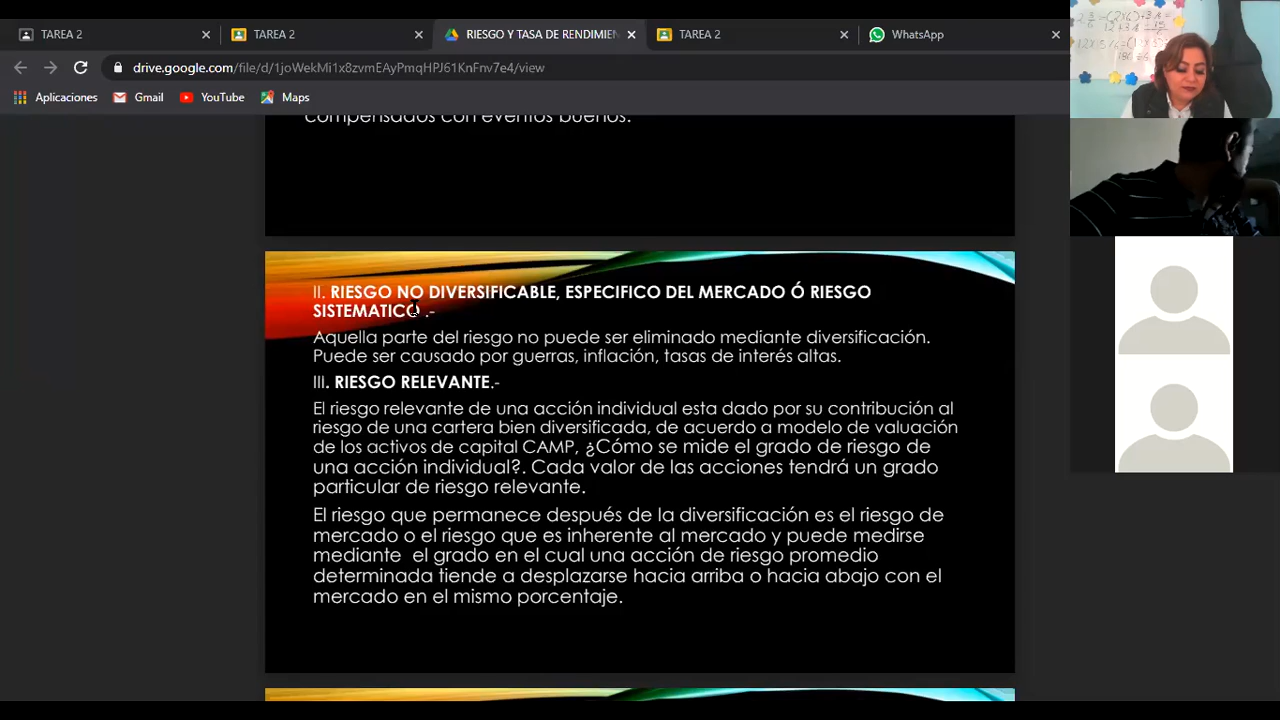 TAREA 2
TAREA 2
RIESGO Y TASA DE RENDIMIEN
TAREA 2
WhatsApp
drive.google.com/file/d/1joWekMi1x8zvmEAyPmqHPJ61KnFnv7e4/view
Aplicaciones
Gmail
YouTube
Maps
compensados con eventos buenos.
II. RIESGO NO DIVERSIFICABLE, ESPECIFICO DEL MERCADO Ó RIESGO
SISTEMATICO .-
Aquella parte del riesgo no puede ser eliminado mediante diversificación.
Puede ser causado por guerras, inflación, tasas de interés altas.
III. RIESGO RELEVANTE.-
El riesgo relevante de una acción individual esta dado por su contribución al
riesgo de una cartera bien diversificada, de acuerdo a modelo de valuación
de los activos de capital CAMP, ¿Cómo se mide el grado de riesgo de
una acción individual?. Cada valor de las acciones tendrá un grado
particular de riesgo relevante.
El riesgo que permanece después de la diversificación es el riesgo de
mercado o el riesgo que es inherente al mercado y puede medirse
mediante el grado en el cual una acción de riesgo promedio
determinada tiende a desplazarse hacia arriba o hacia abajo con el
mercado en el mismo porcentaje.